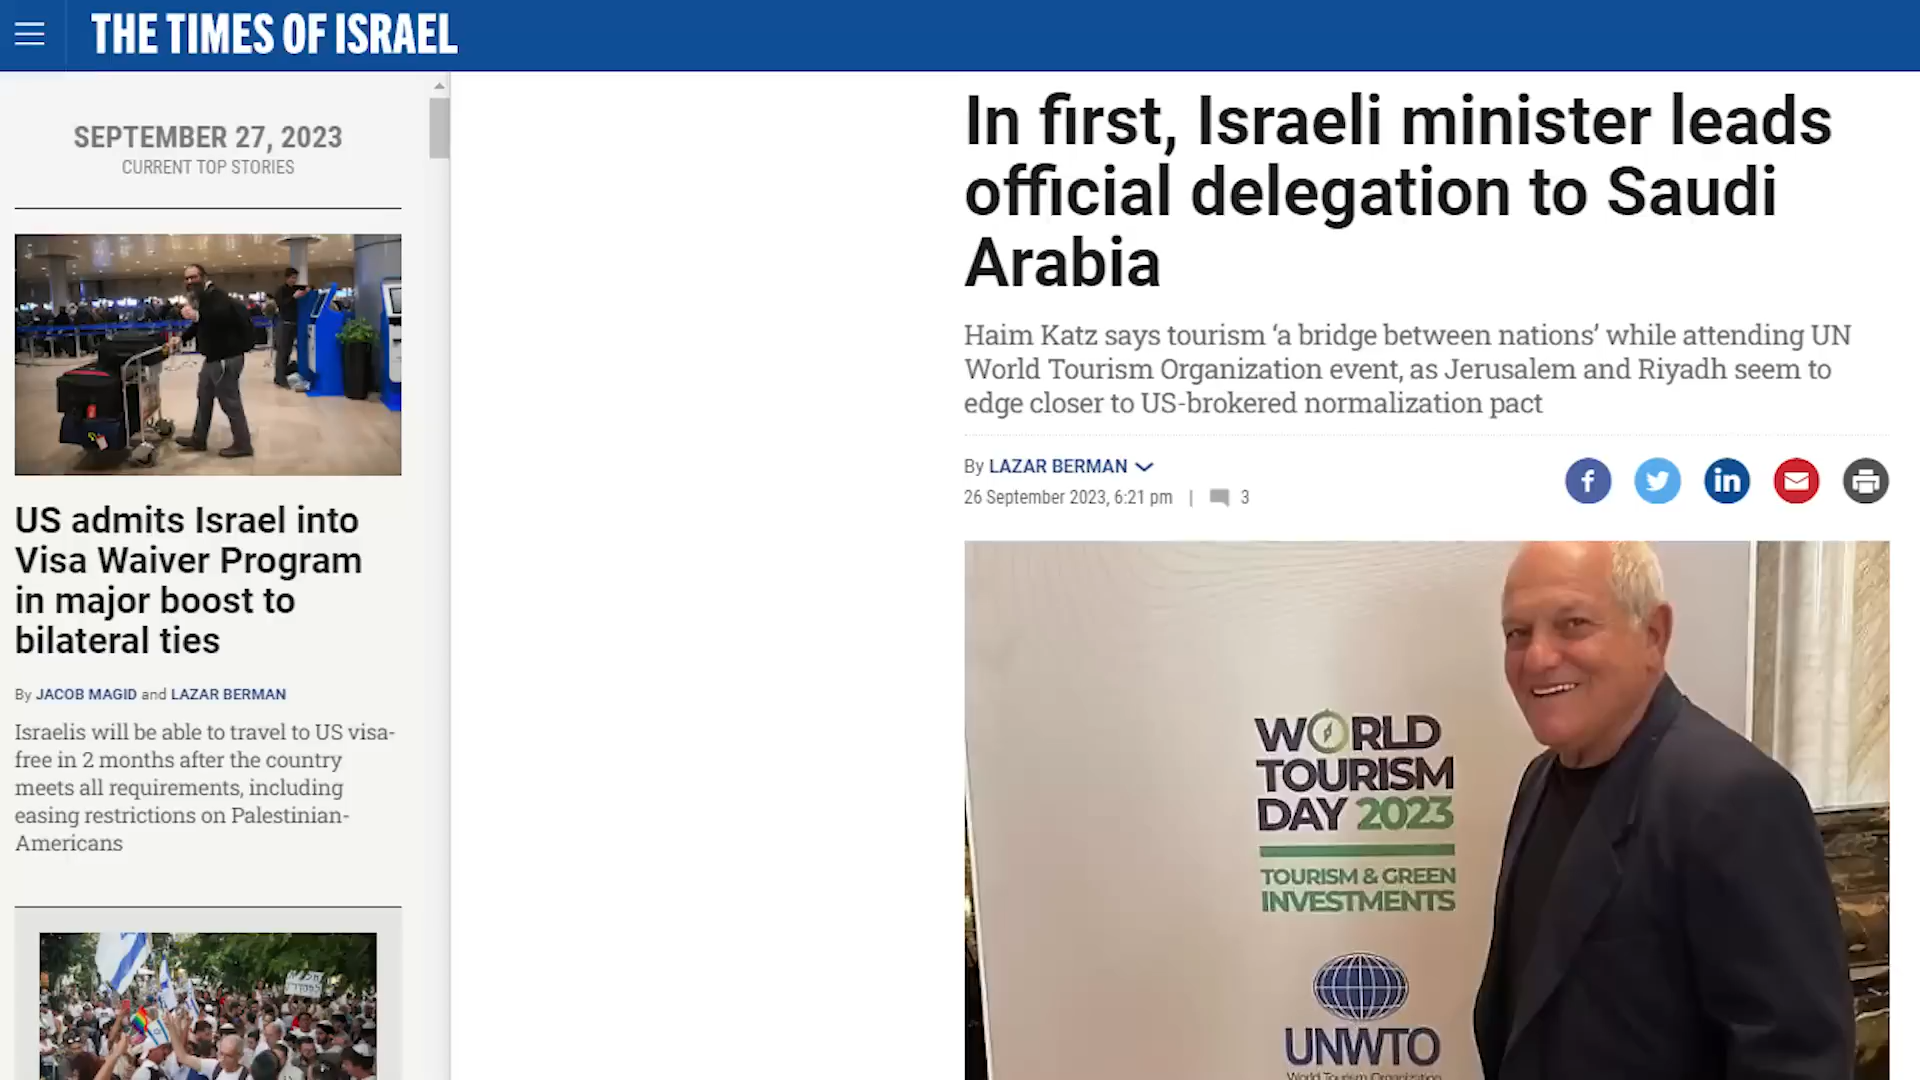 THE TIMES OF ISRAEL
SEPTEMBER 27, 2023
CURRENT TOP STORIES
US admits Israel into
Visa Waiver Program
in major boost to
bilateral ties
By JACOB MAGID and LAZAR BERMAN
Israelis will be able to travel to US visa-
free in 2 months after the country
meets all requirements, including
easing restrictions on Palestinian-
Americans
In first, Israeli minister leads
official delegation to Saudi
Arabia
Haim Katz says tourism ‘a bridge between nations’ while attending UN
World Tourism Organization event, as Jerusalem and Riyadh seem to
edge closer to US-brokered normalization pact
By LAZAR BERMAN
26 September 2023, 6:21 pm | 3
WORLD
TOURISM
DAY 2023
TOURISM & GREEN
INVESTMENTS
UNWTO
World Tourism Organization